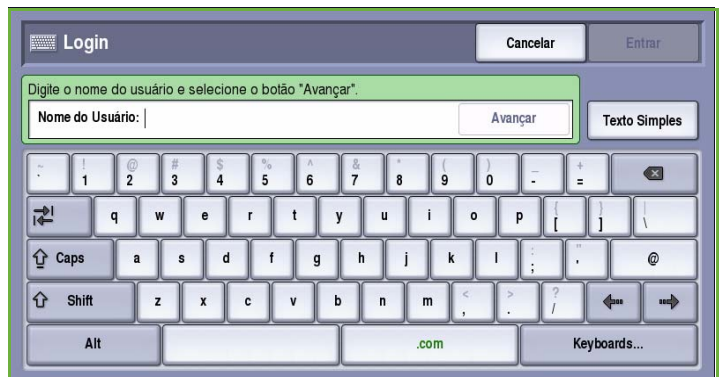 Login
Cancelar
Entrar
Digite o nome do usuário e selecione o botão "Avançar".
Nome do Usuário:
Avançar
Texto Simples
~ ` ! 1 @ 2 # 3 $ 4 % 5 ^ 6 & 7 * 8 ( 9 ) 0 _ - + =
q w e r t y u i o p { [ } ] | \
Caps a s d f g h j k l : ; " ' @
Shift z x c v b n m < , > . ? /
Alt .com Keyboards...